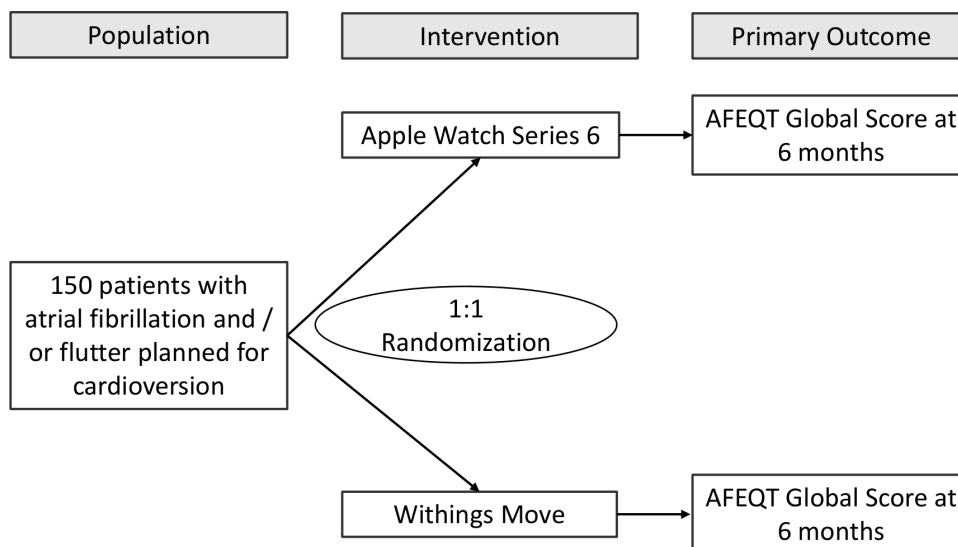 Population
Intervention
Primary Outcome
Apple Watch Series 6
AFEQT Global Score at
6 months
150 patients with
atrial fibrillation and /
or flutter planned for
cardioversion
1:1
Randomization
Withings Move
AFEQT Global Score at
6 months